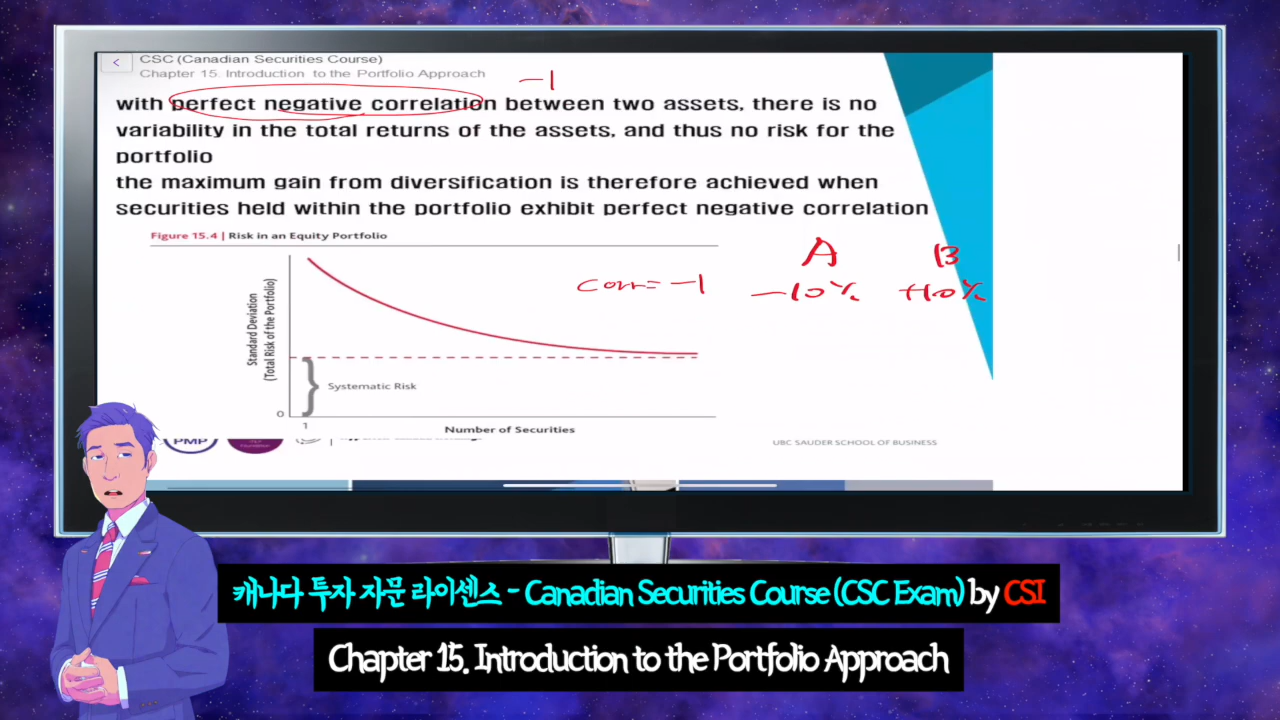 <
CSC (Canadian Securities Course)
Chapter 15. Introduction to the Portfolio Approach
-1
with perfect negative correlation between two assets, there is no
variability in the total returns of the assets, and thus no risk for the
portfolio
the maximum gain from diversification is therefore achieved when
securities held within the portfolio exhibit perfect negative correlation
Figure 15.4 | Risk in an Equity Portfolio
A B
corr= -1 -10% +10%
Standard Deviation
(Total Risk of the Portfolio)
Systematic Risk
0
1
Number of Securities
PMP
UBC SAUDER SCHOOL OF BUSINESS
캐나다 투자 자문 라이센스 - Canadian Securities Course (CSC Exam) by CSI
Chapter 15. Introduction to the Portfolio Approach